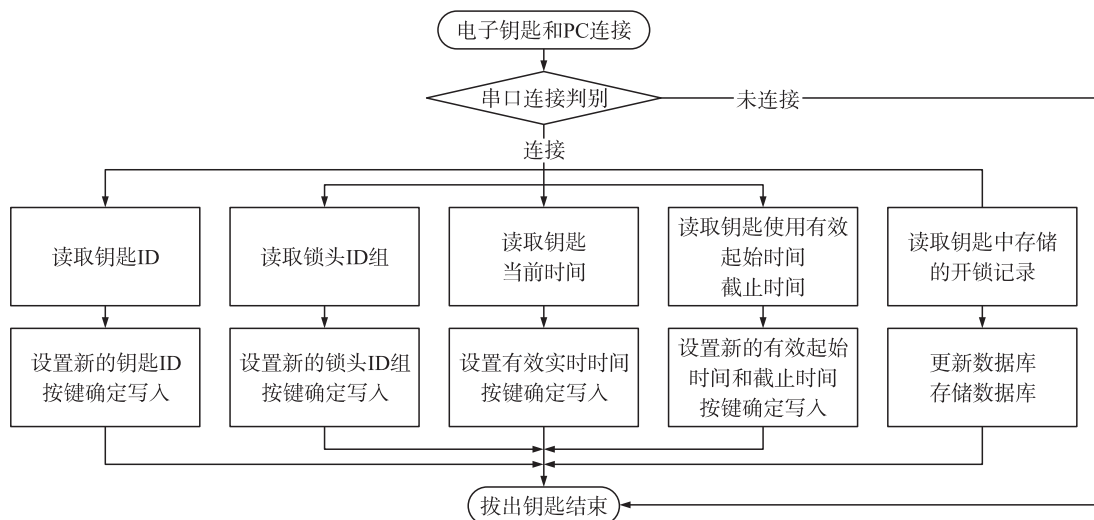 电子钥匙和PC连接
串口连接判别
未连接
连接
读取钥匙ID
读取锁头ID组
读取钥匙
当前时间
读取钥匙使用有效
起始时间
截止时间
读取钥匙中存储
的开锁记录
设置新的钥匙ID
按键确定写入
设置新的锁头ID组
按键确定写入
设置有效实时时间
按键确定写入
设置新的有效起始
时间和截止时间
按键确定写入
更新数据库
存储数据库
拔出钥匙结束